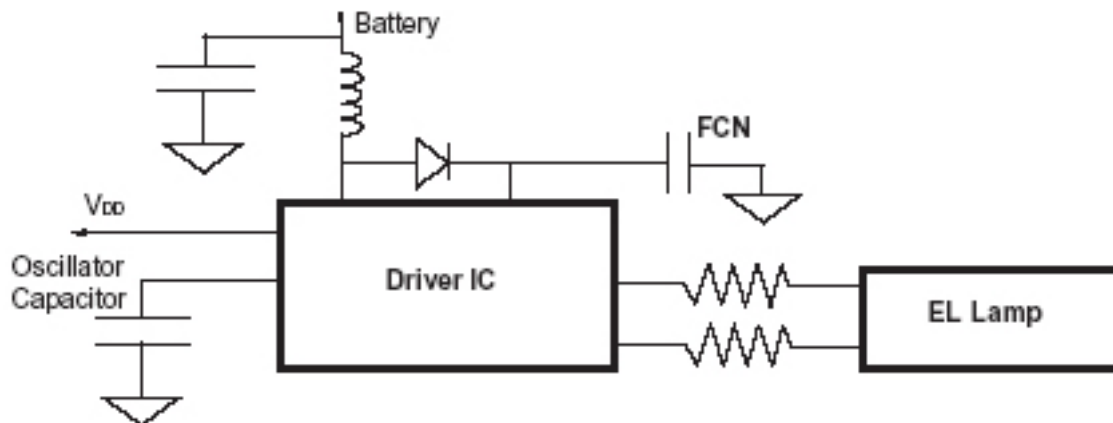 Battery
FCN
VDD
Oscillator
Capacitor
Driver IC
EL Lamp